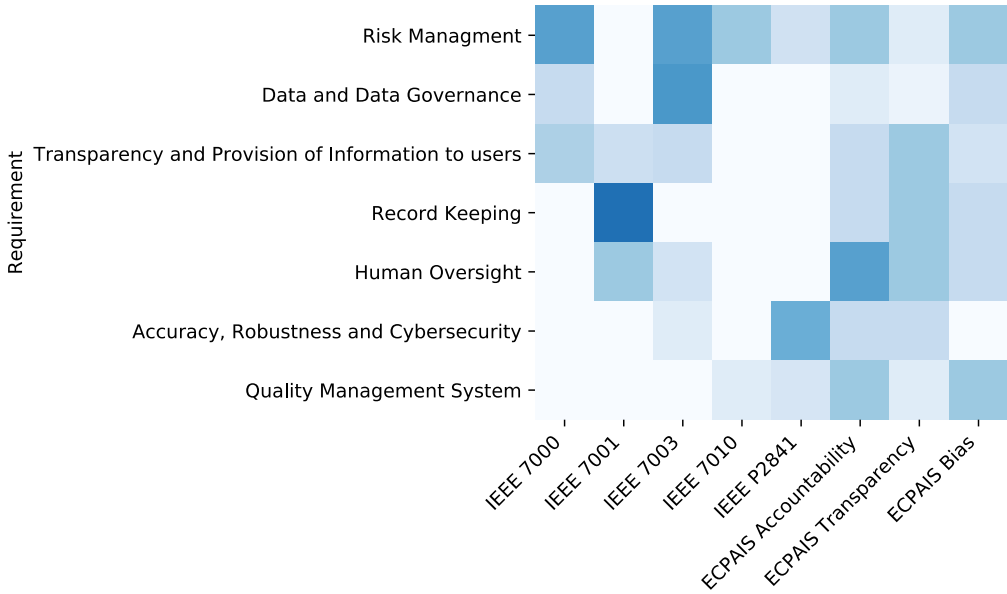 Requirement
Risk Managment
Data and Data Governance
Transparency and Provision of Information to users
Record Keeping
Human Oversight
Accuracy, Robustness and Cybersecurity
Quality Management System
IEEE 7000
IEEE 7001
IEEE 7003
IEEE 7010
IEEE P2841
ECPAIS Accountability
ECPAIS Transparency
ECPAIS Bias